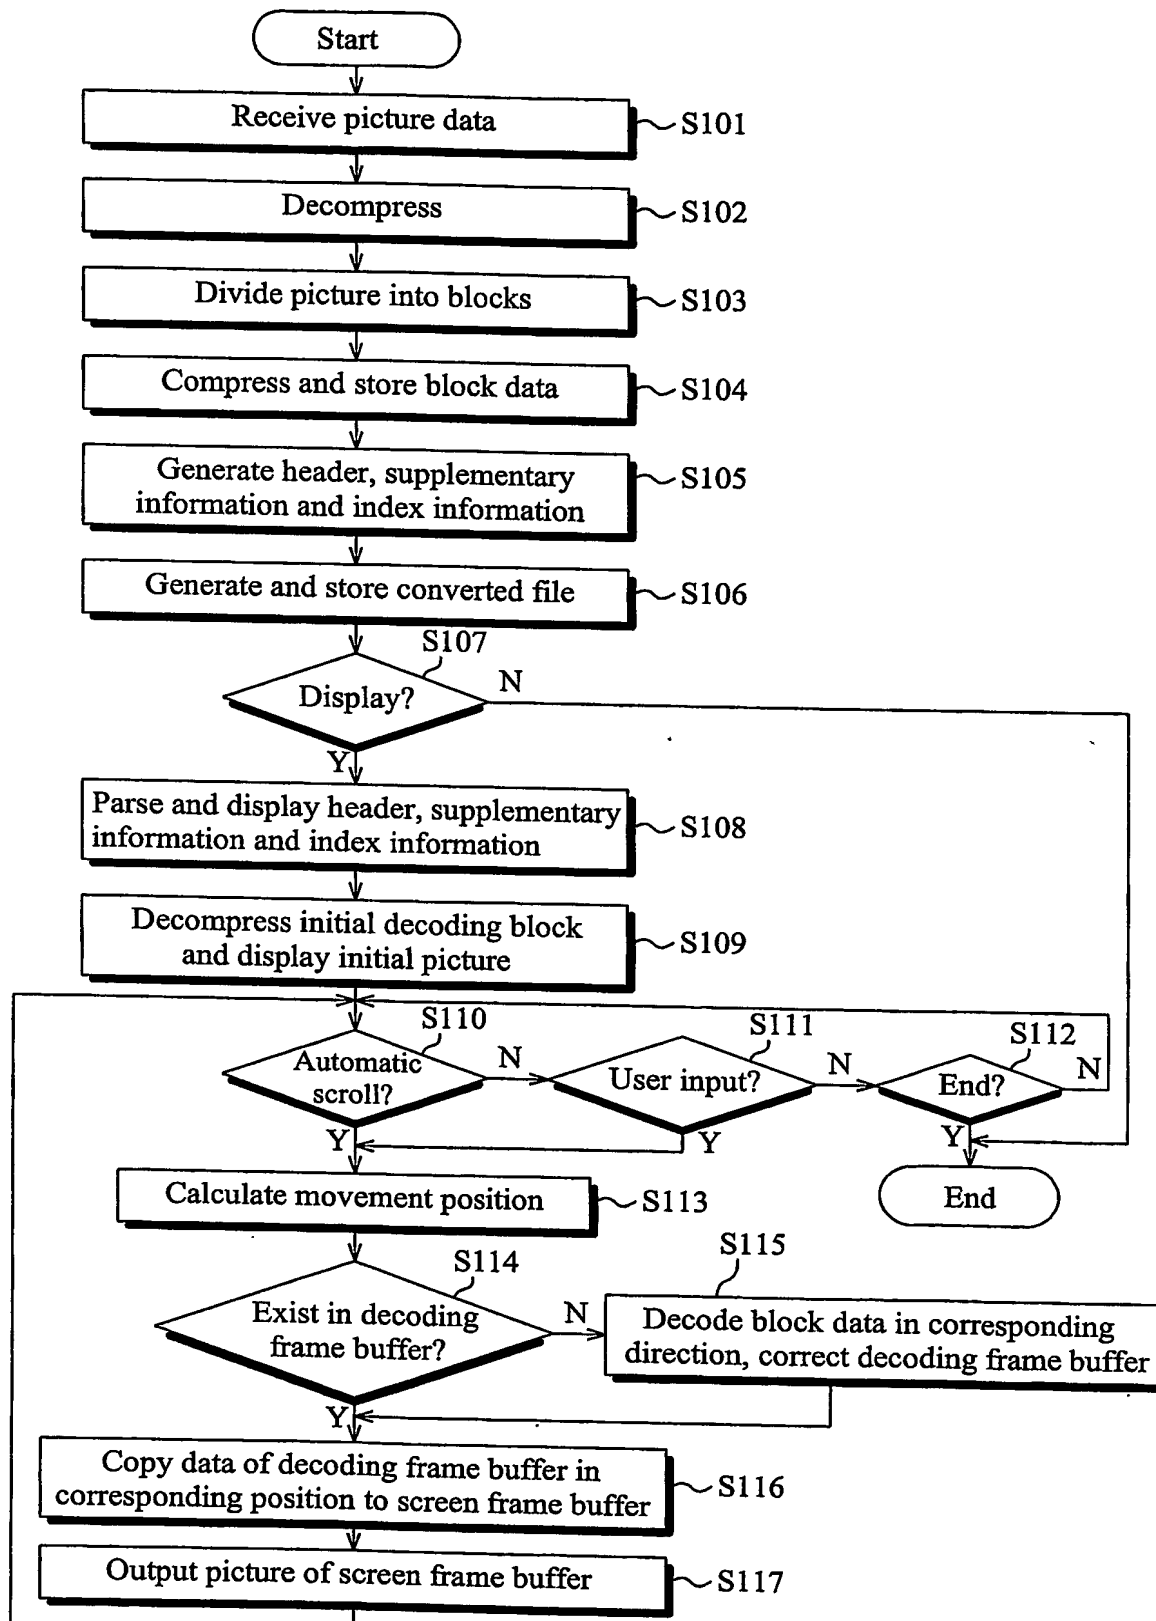 Start
Receive picture data
S101
Decompress
S102
Divide picture into blocks
S103
Compress and store block data
S104
Generate header, supplementary
information and index information
S105
Generate and store converted file
S106
S107
Display?
N
Y
Parse and display header, supplementary
information and index information
S108
Decompress initial decoding block
and display initial picture
S109
S110
Automatic
scroll?
N
Y
S111
User input?
N
Y
S112
End?
N
Y
End
Calculate movement position
S113
S114
Exist in decoding
frame buffer?
N
Y
S115
Decode block data in corresponding
direction, correct decoding frame buffer
Copy data of decoding frame buffer in
corresponding position to screen frame buffer
S116
Output picture of screen frame buffer
S117